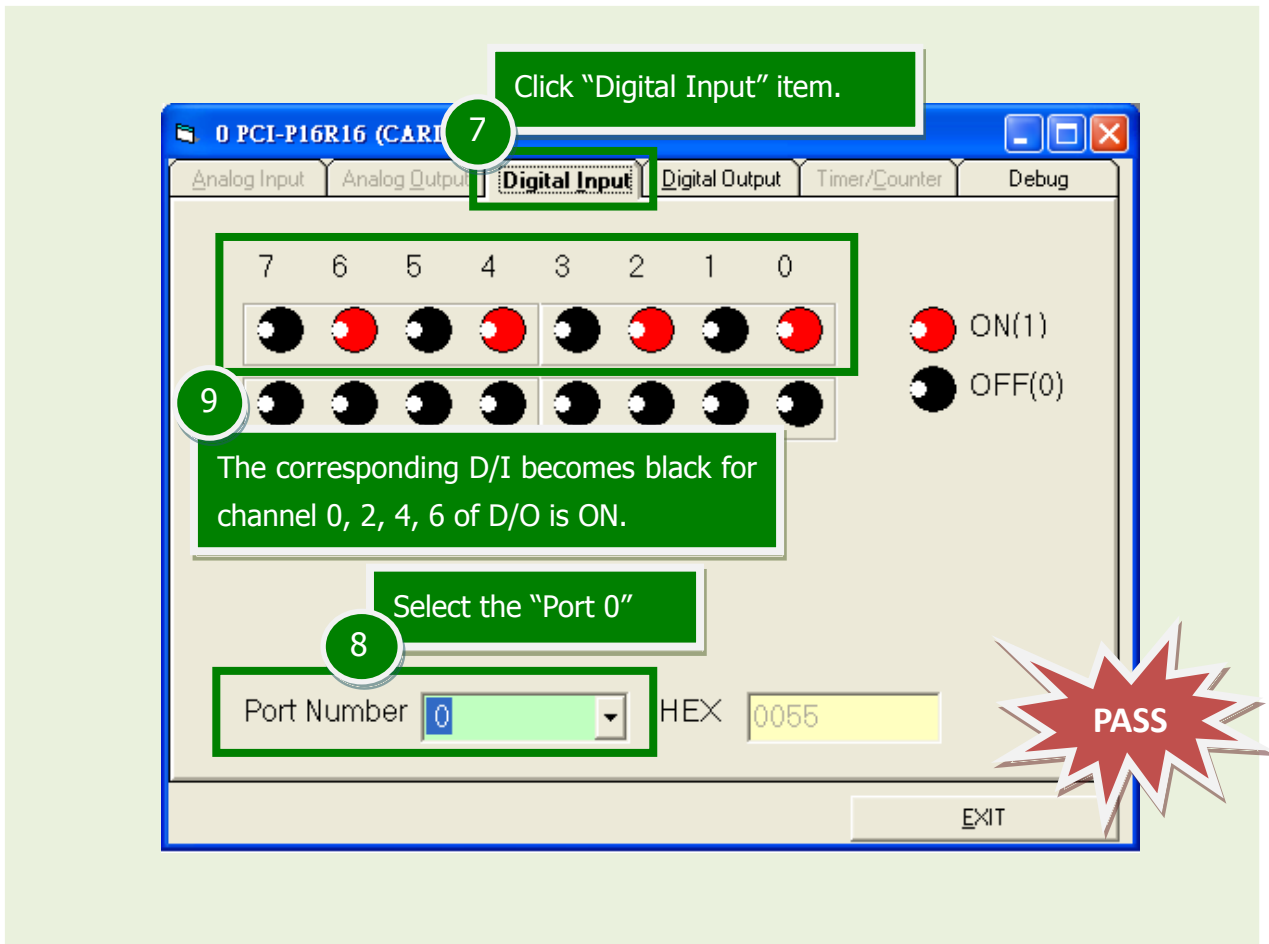 Click “Digital Input” item.
7
0 PCI-P16R16 (CARD
Analog Input Analog Output Digital Input Digital Output Timer/Counter Debug
7 6 5 4 3 2 1 0
ON(1)
OFF(0)
9
The corresponding D/I becomes black for
channel 0, 2, 4, 6 of D/O is ON.
Select the “Port 0”
8
Port Number 0 HEX 0055
PASS
EXIT